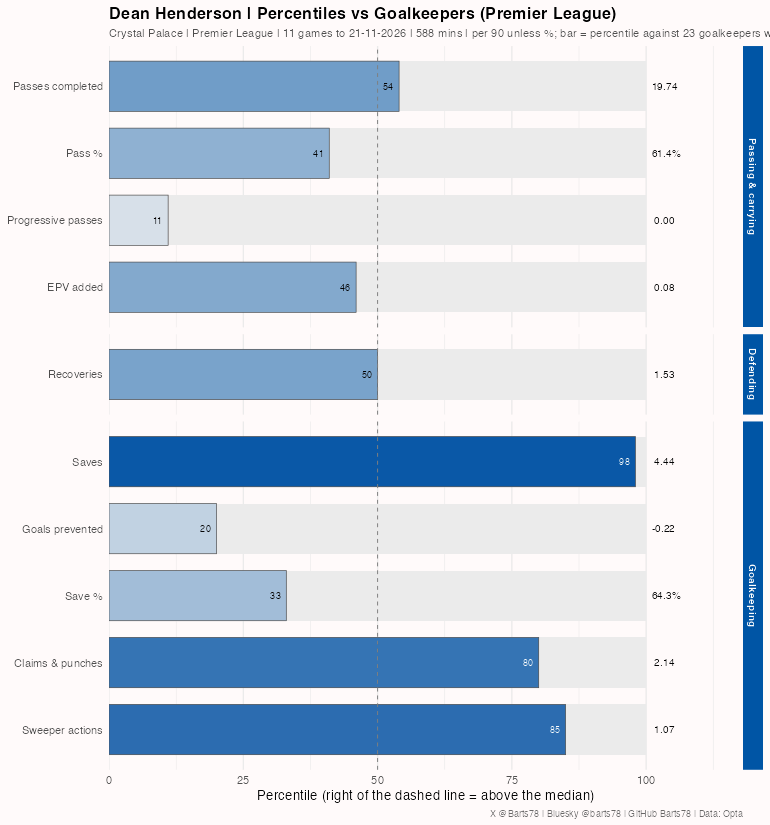 Dean Henderson | Percentiles vs Goalkeepers (Premier League)
Crystal Palace | Premier League | 11 games to 21-11-2026 | 588 mins | per 90 unless %; bar = percentile against 23 goalkeepers w
Passes completed 54 19.74
Pass % 41 61.4%
Progressive passes 11 0.00
EPV added 46 0.08
Passing & carrying
Recoveries 50 1.53
Defending
Saves 98 4.44
Goals prevented 20 -0.22
Save % 33 64.3%
Claims & punches 80 2.14
Sweeper actions 85 1.07
Goalkeeping
0 25 50 75 100
Percentile (right of the dashed line = above the median)
X @Barts78 | Bluesky @barts78 | GitHub Barts78 | Data: Opta